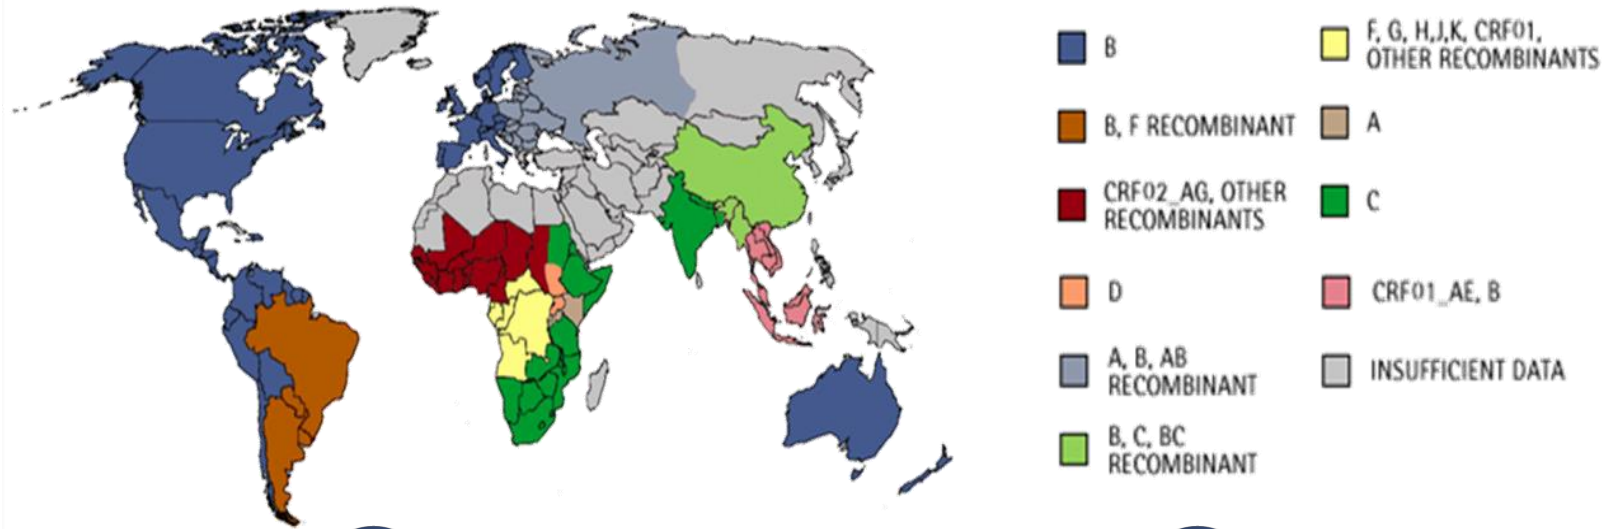 B
B, F RECOMBINANT
CRF02_AG, OTHER
RECOMBINANTS
D
A, B, AB
RECOMBINANT
B, C, BC
RECOMBINANT
F, G, H,J,K, CRF01,
OTHER RECOMBINANTS
A
C
CRF01_AE, B
INSUFFICIENT DATA